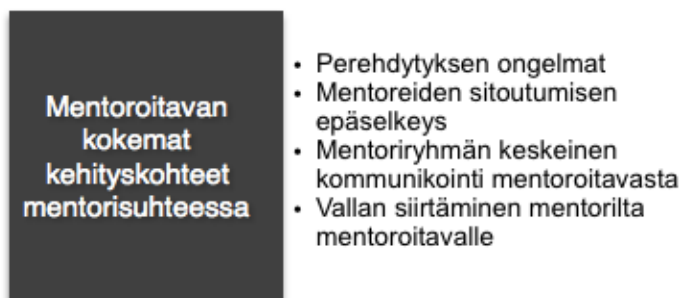 Mentoroitavan
kokemat
kehityskohteet
mentorisuhteessa
• Perehdytyksen ongelmat
• Mentoreiden sitoutumisen
epäselkeys
• Mentoriryhmän keskeinen
kommunikointi mentoroitavasta
• Vallan siirtäminen mentorilta
mentoroitavalle